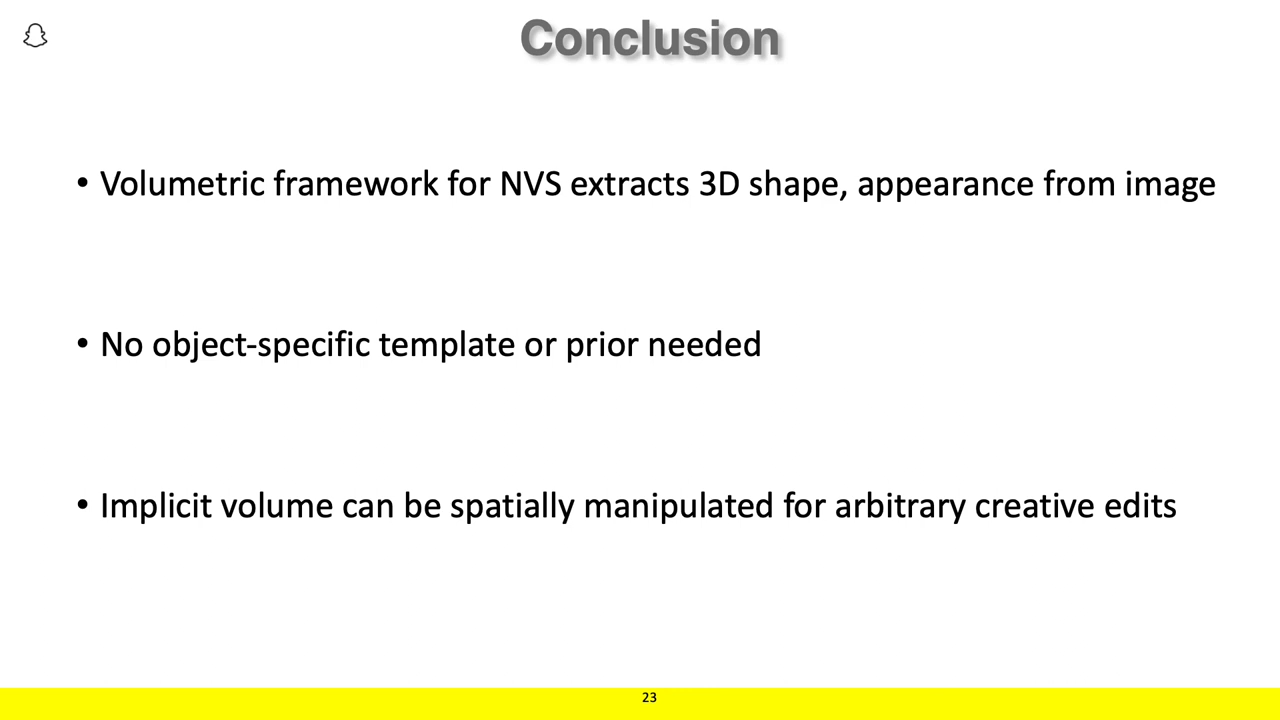 Conclusion
• Volumetric framework for NVS extracts 3D shape, appearance from image
• No object-specific template or prior needed
• Implicit volume can be spatially manipulated for arbitrary creative edits
23